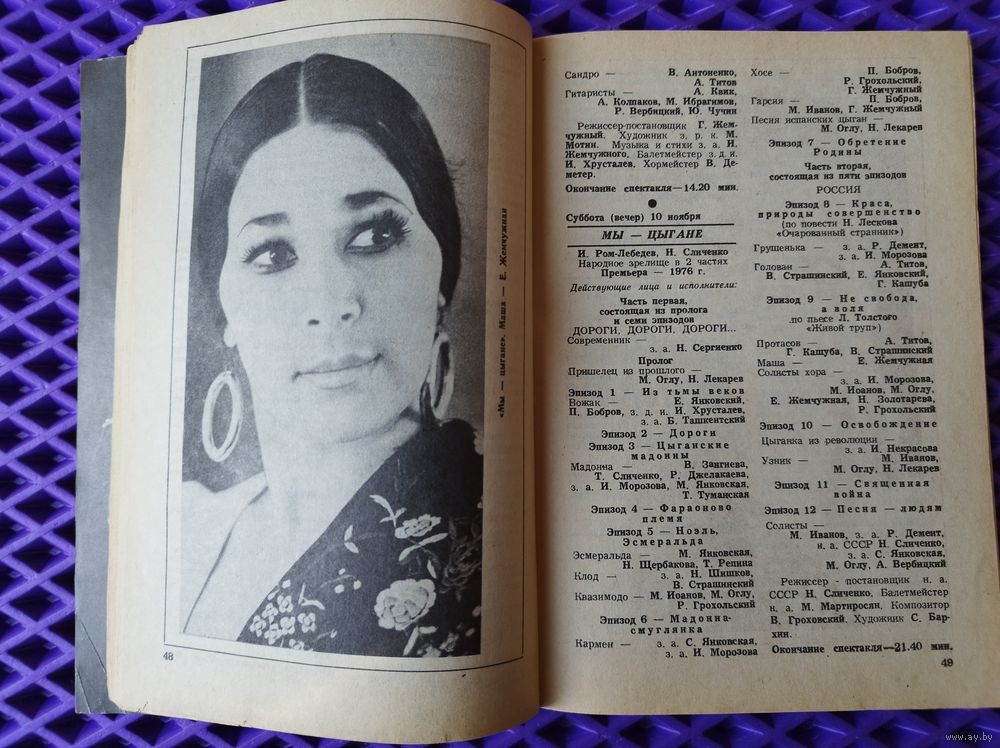 «Мы — цыгане». Маша — Е. Жемчужная
48
Сандро — В. Антоненко,
А. Титов
Гитаристы — А. Квик,
А. Колпаков, М. Ибрагимов,
Р. Вербицкий, Ю. Чучин
Режиссер-постановщик Г. Жем-
чужный. Художник з. р. к. М.
Мотин. Музыка и стихи з. а. Н.
Жемчужного, Балетмейстер з. д. и.
И. Хрусталев, Хормейстер В. Де-
метер.
Окончание спектакля—14.20 мин.
Суббота (вечер) 10 ноября
МЫ — ЦЫГАНЕ
И. Ром-Лебедев, Н. Сличенко
Народное зрелище в 2 частях
Премьера — 1976 г.
Действующие лица и исполнители:
Часть первая,
состоящая из пролога
и семи эпизодов
ДОРОГИ, ДОРОГИ, ДОРОГИ...
Современник —
з. а. Н. Сергиенко
Пролог
Пришелец из прошлого —
М. Оглу, Н. Лекарев
Эпизод 1 — Из тьмы веков
Вожак — Е. Янковский,
П. Бобров, з. д. и. И. Хрусталев,
з. а. Б. Ташкентский
Эпизод 2 — Дороги
Эпизод 3 — Цыганские
мадонны
Мадонна — В. Зангиева,
Т. Сличенко, Р. Джелакаева,
з. а. И. Морозова, М. Янковская,
Т. Туманская
Эпизод 4 — Фараоново
племя
Эпизод 5 — Ноэль,
Эсмеральда
Эсмеральда — М. Янковская,
Н. Щербакова, Т. Репина
Клод — з. а. Н. Шишков,
В. Страшинский
Квазимодо — М. Иоанов, М. Оглу,
Р. Грохольский
Эпизод 6 — Мадонна-
смуглянка
Кармен — з. а. С. Янковская,
з. а. И. Морозова
Хосе — П. Бобров,
Р. Грохольский,
Г. Жемчужный
Гарсия — П. Бобров,
М. Иванов, Г. Жемчужный
Песня испанских цыган —
М. Оглу, Н. Лекарев
Эпизод 7 — Обретение
Родины
Часть вторая,
состоящая из пяти эпизодов
РОССИЯ
Эпизод 8 — Краса,
природы совершенство
(по повести Н. Лескова
«Очарованный странник»)
Грушенька — з. а. Р. Демент,
з. а. И. Морозова
Голован — А. Титов,
В. Страшинский, Е. Янковский,
Г. Кашуба
Эпизод 9 — Не свобода,
а воля
по пьесе Л. Толстого
«Живой труп»)
Протасов — А. Титов,
Г. Кашуба, В. Страшинский
Маша — Е. Жемчужная
Солисты хора —
з. а. И. Морозова,
М. Иоанов, М. Оглу,
Е. Жемчужная, Н. Золотарева,
Р. Грохольский
Эпизод 10 — Освобождение
Цыганка из революции —
з. а. И. Некрасова
Узник — М. Иванов,
М. Оглу, Н. Лекарев
Эпизод 11 — Священная
война
Эпизод 12 — Песня — людям
Солисты —
М. Иванов, з. а. Р. Демент,
н. а. СССР Н. Сличенко,
з. а. С. Янковская,
М. Оглу, А. Вербицкий
Режиссер - постановщик н. а.
СССР Н. Сличенко, Балетмейстер
н. а. М. Мартиросян, Композитор
В. Гроховский. Художник С. Бар-
хин.
Окончание спектакля—21.40 мин.
49
www.ay.by